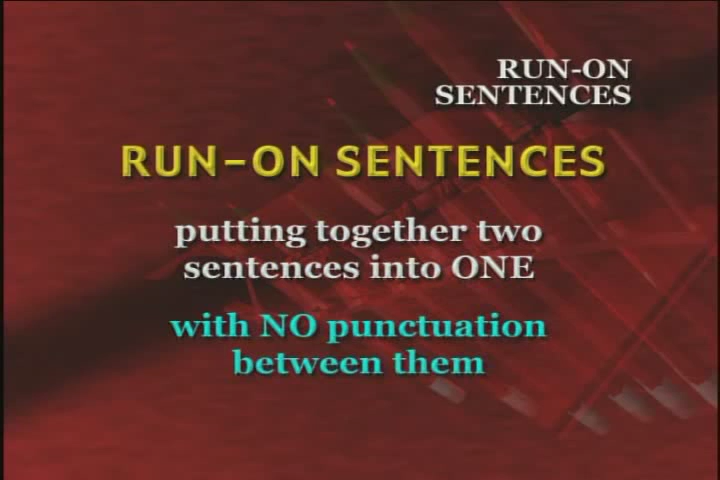 RUN-ON
SENTENCES
RUN-ON SENTENCES
putting together two
sentences into ONE
with NO punctuation
between them